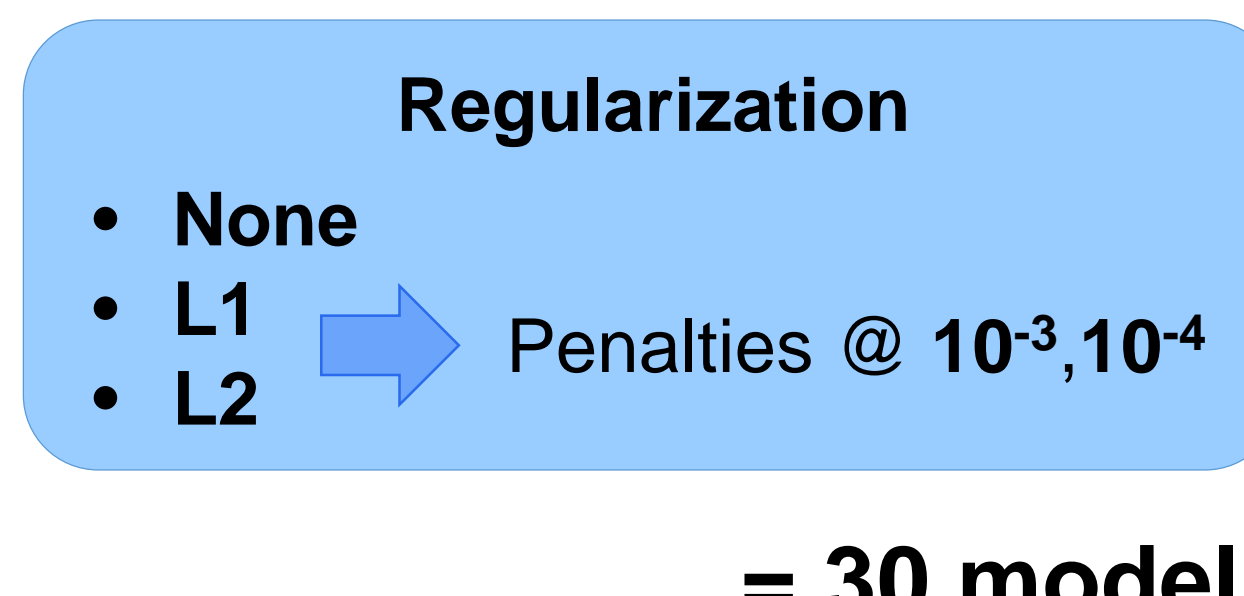 Regularization
• None
• L1
• L2
Penalties @ 10⁻³,10⁻⁴
= 30 model